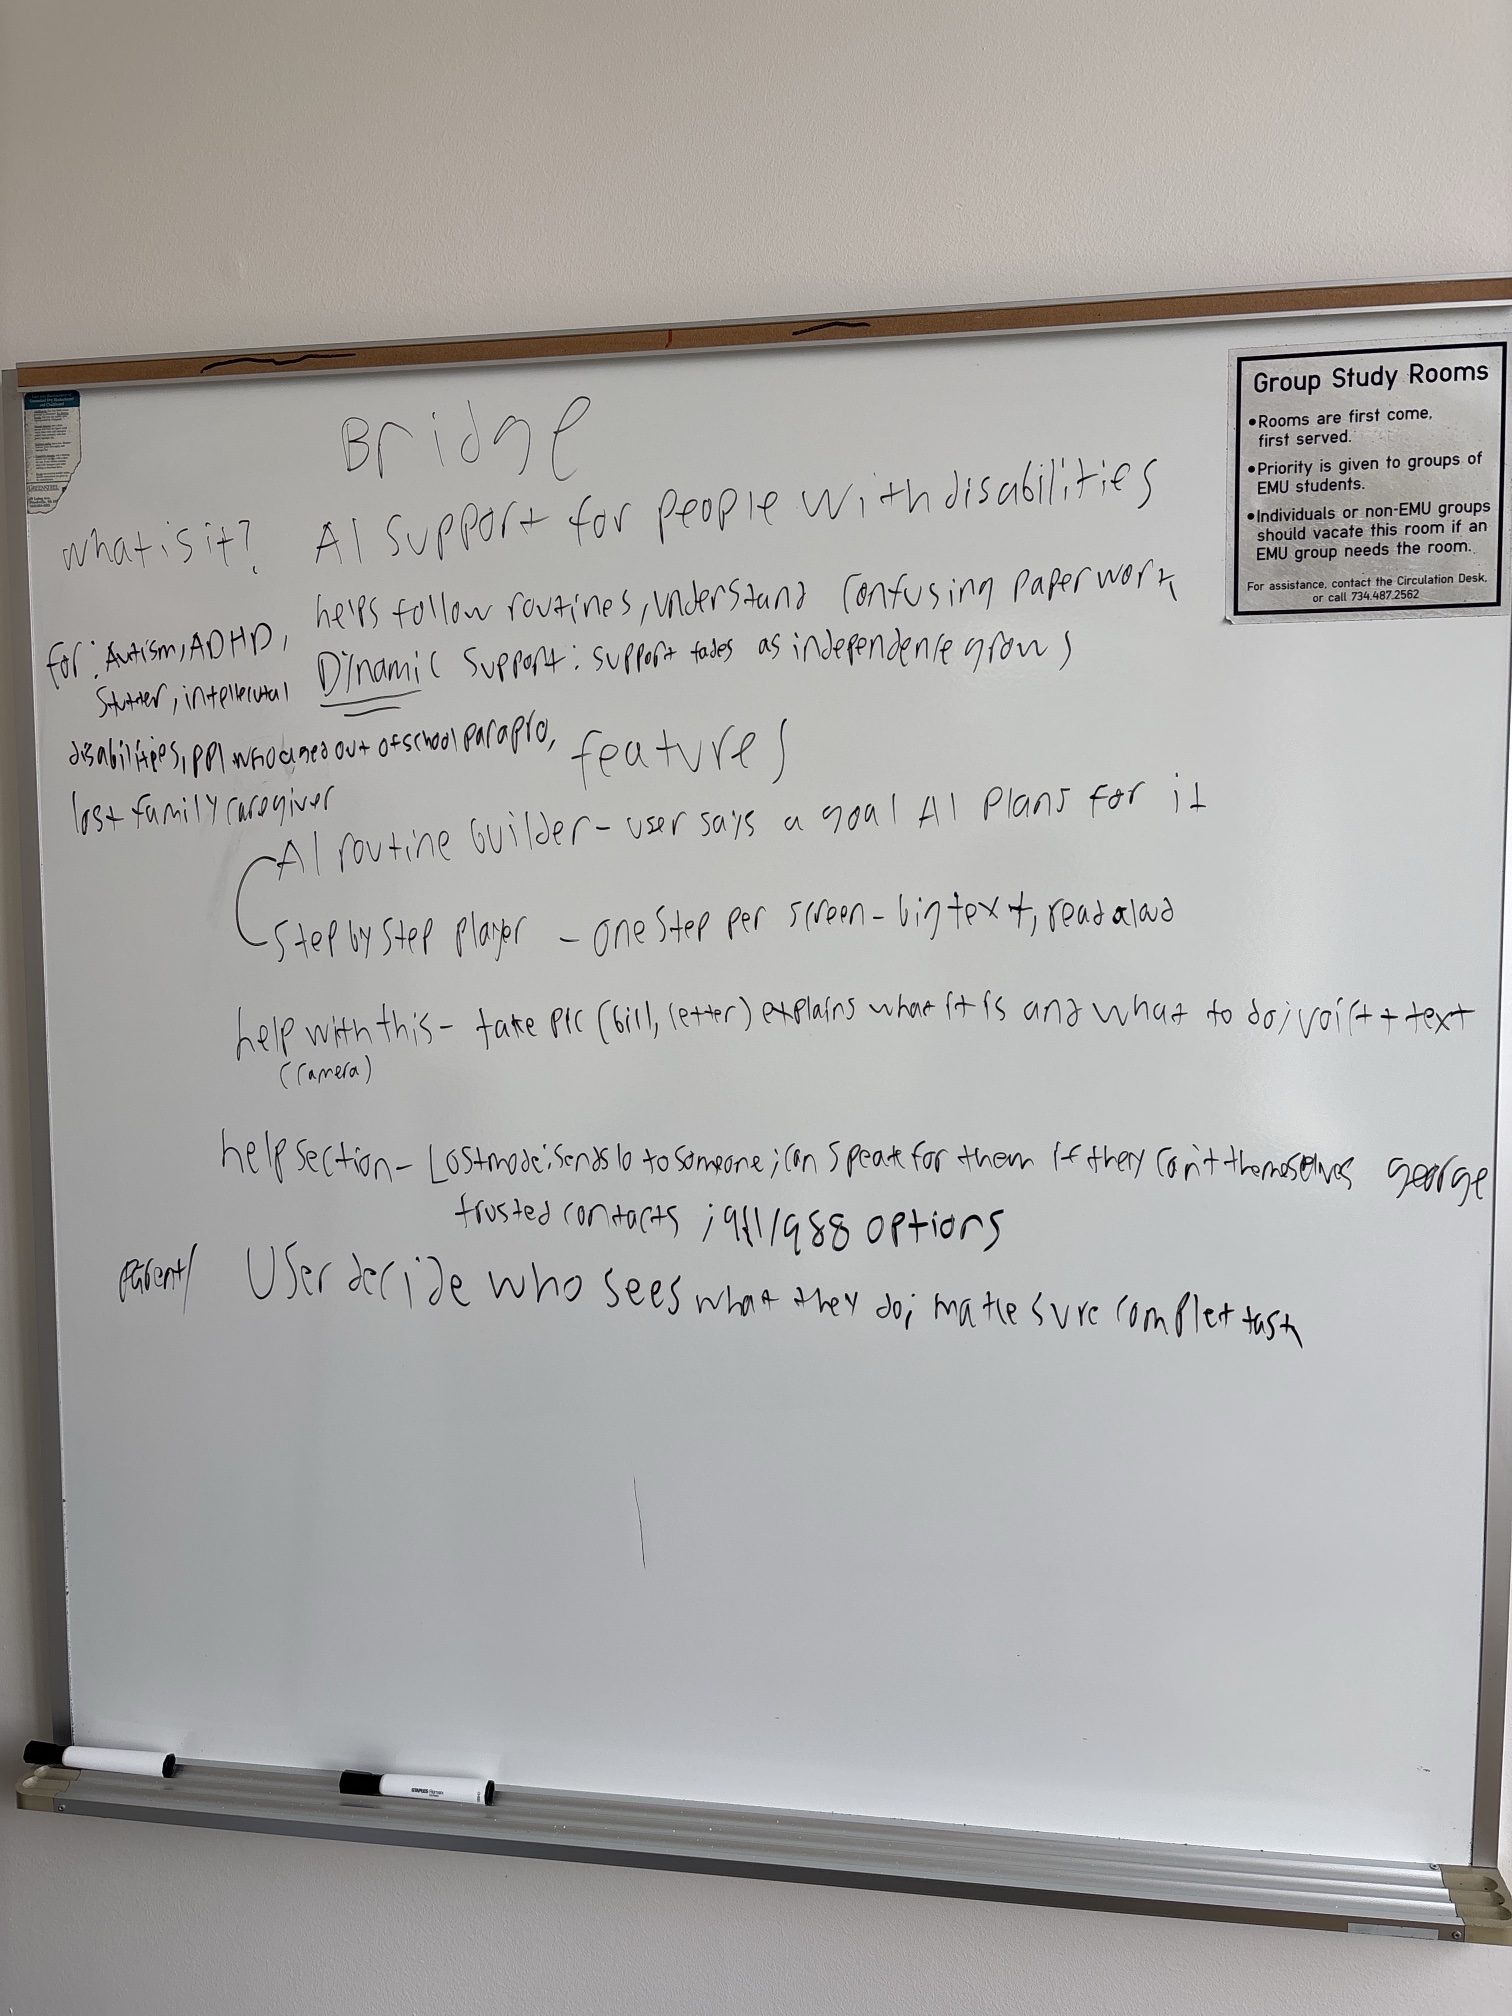 Bridge
what is it? AI support for people with disabilities
helps follow routines, understand confusing paperwork
for: Autism, ADHD,
Dynamic support: support fades as independence grows
Stutter, intellectual
disabilities, ppl who aged out of school parapro,
lost family caregiver
features
AI routine builder - user says a goal AI plans for it
step by step player - one step per screen - big text, read aloud
help with this - take pic (bill, letter) explains what it is and what to do; + text
(camera)
help section - Lost mode: sends lo to someone; can speak for them if they can't george
trusted contacts ; 911/988 options
Parent/ User decide who sees what they do; make sure complet task
Group Study Rooms
•Rooms are first come,
first served.
•Priority is given to groups of
EMU students.
•Individuals or non-EMU groups
should vacate this room if an
EMU group needs the room.
For assistance, contact the Circulation Desk,
or call 734.487.2562
STAPLES